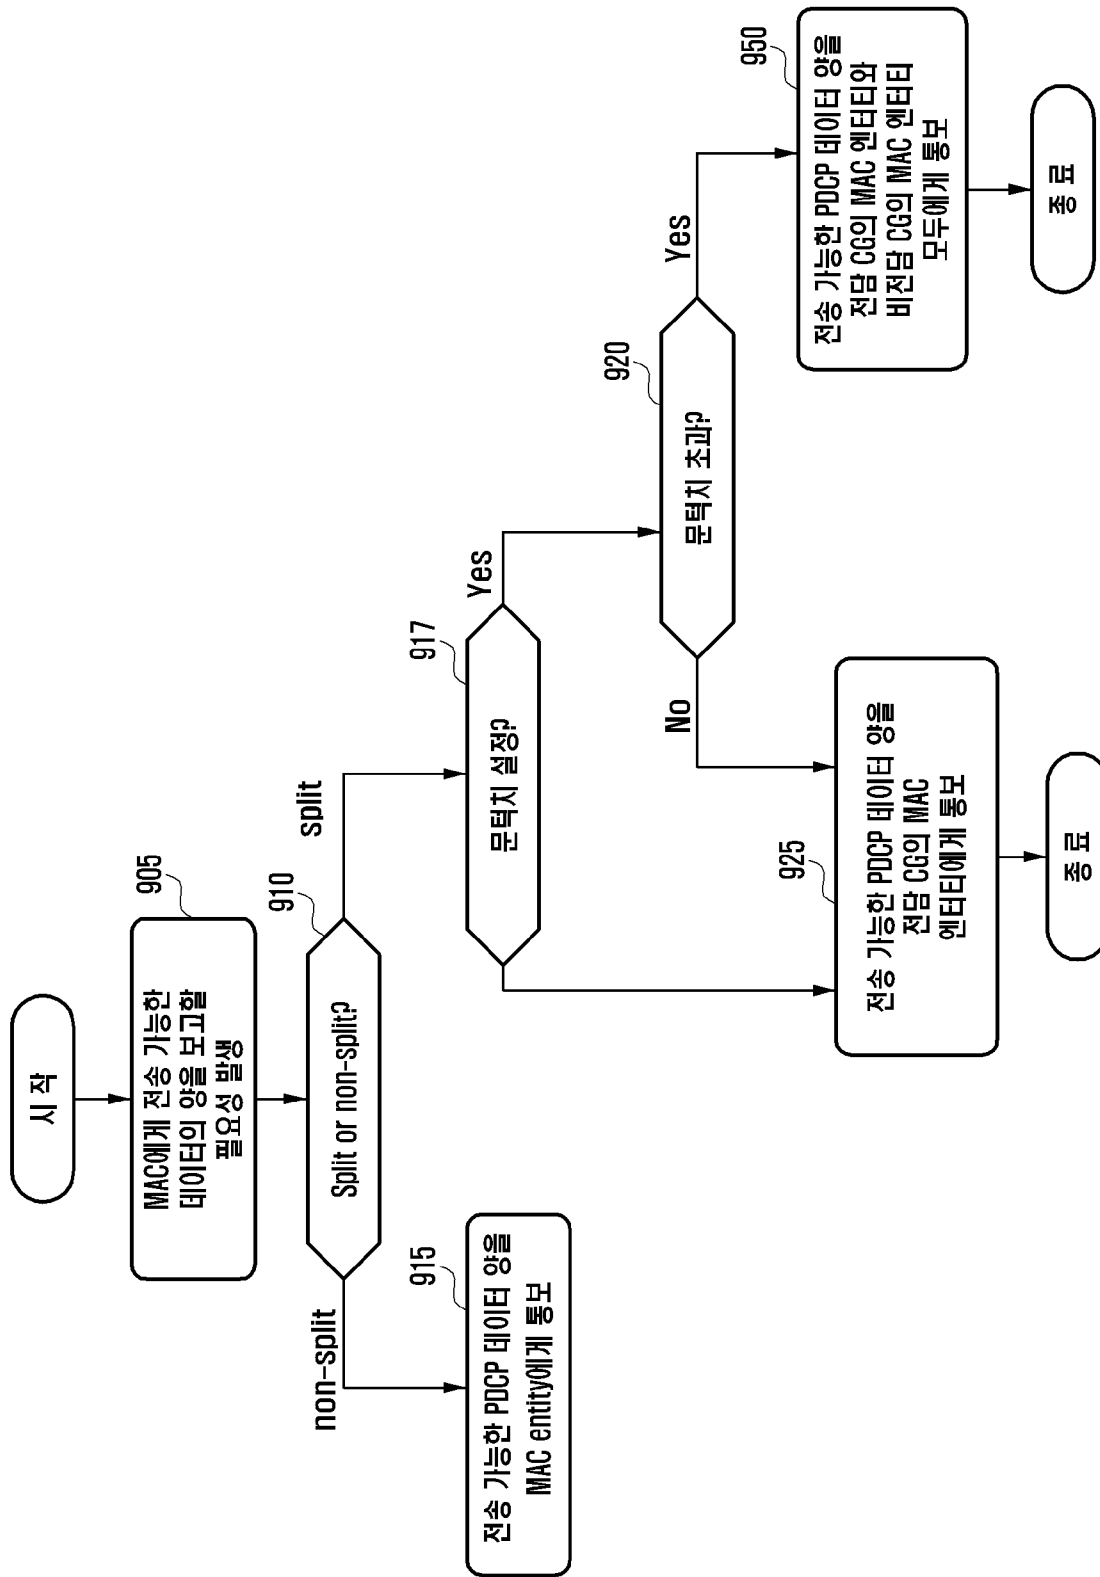 시작
905
MAC에게 전송 가능한
데이터의 양을 보고할
필요성 발생
910
Split or non-split?
non-split
split
915
전송 가능한 PDCP 데이터 양을
MAC entity에게 통보
917
문턱치 설정?
Yes
920
문턱치 초과?
No
Yes
925
전송 가능한 PDCP 데이터 양을
전담 CG의 MAC
엔터티에게 통보
종료
950
전송 가능한 PDCP 데이터 양을
전담 CG의 MAC 엔터티와
비전담 CG의 MAC 엔터티
모두에게 통보
종료